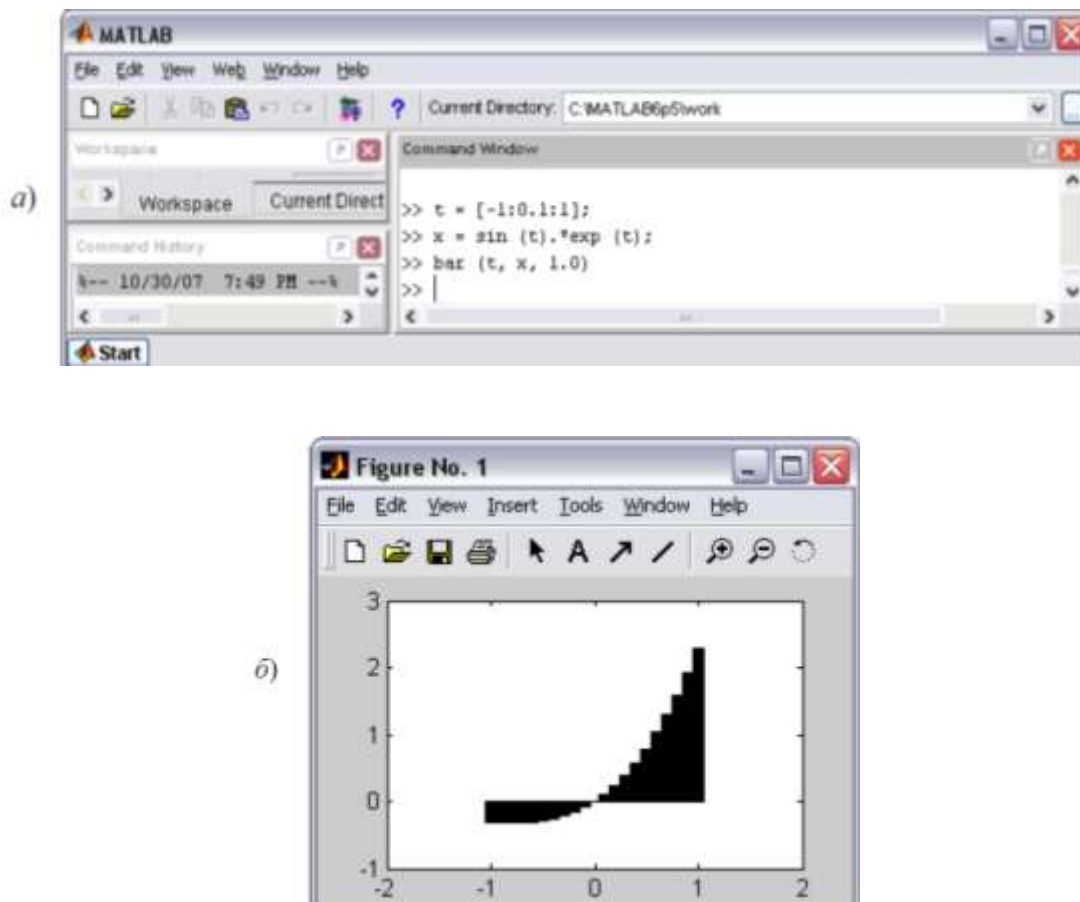 MATLAB
File Edit View Web Window Help
? Current Directory: C:\MATLAB6p5\work
Workspace
Command Window
а)
Workspace Current Direct
>> t = [-1:0.1:1];
>> x = sin (t).*exp (t);
Command History
>> bar (t, x, 1.0)
%-- 10/30/07 7:49 PM --%
>>
Start
Figure No. 1
File Edit View Insert Tools Window Help
A
3
б)
2
1
0
-1
-2 -1 0 1 2